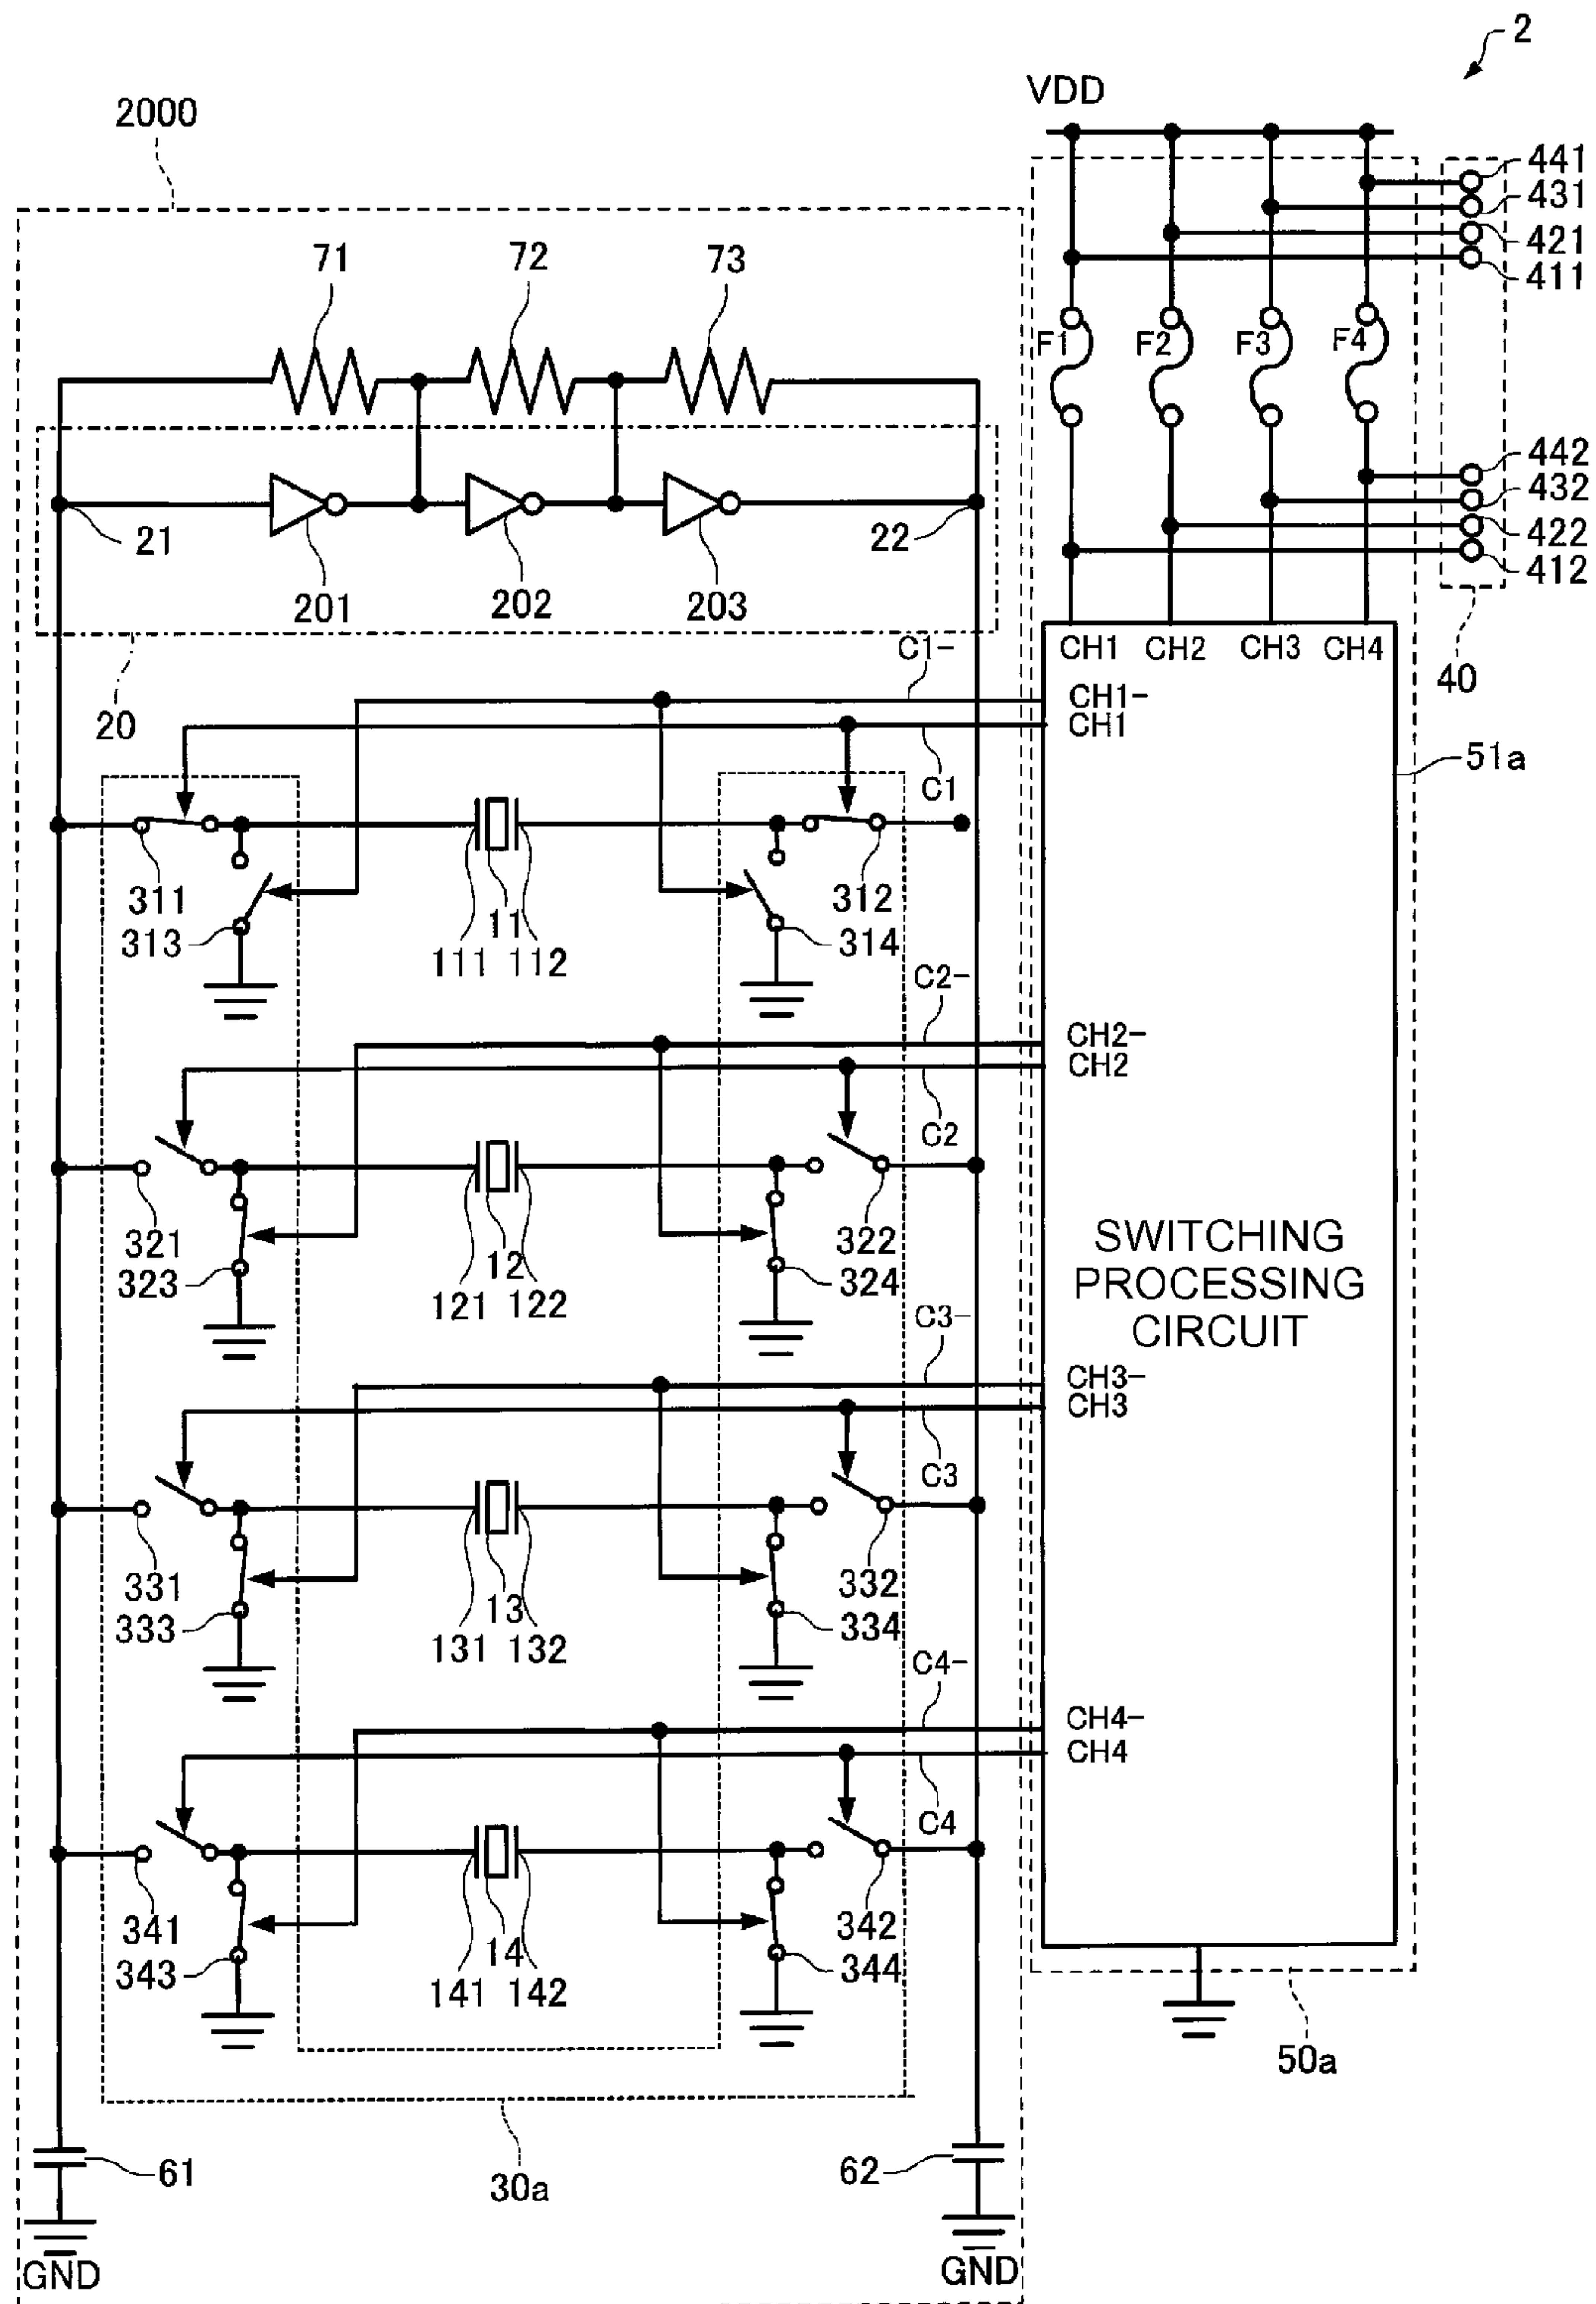 2
VDD
2000
441
431
421
411
71 72 73
F1 F2 F3 F4
442
432
422
412
21 22
201 202 203
40
20
CH1 CH2 CH3 CH4
C1-
CH1-
CH1
C1
51a
311 312
313 314
11
111 112
C2-
CH2-
CH2
C2
321 322
323 324
12
121 122
SWITCHING
PROCESSING
CIRCUIT
C3-
CH3-
CH3
C3
331 332
333 334
13
131 132
C4-
CH4-
CH4
C4
341 342
343 344
14
141 142
50a
61 62
30a
GND GND